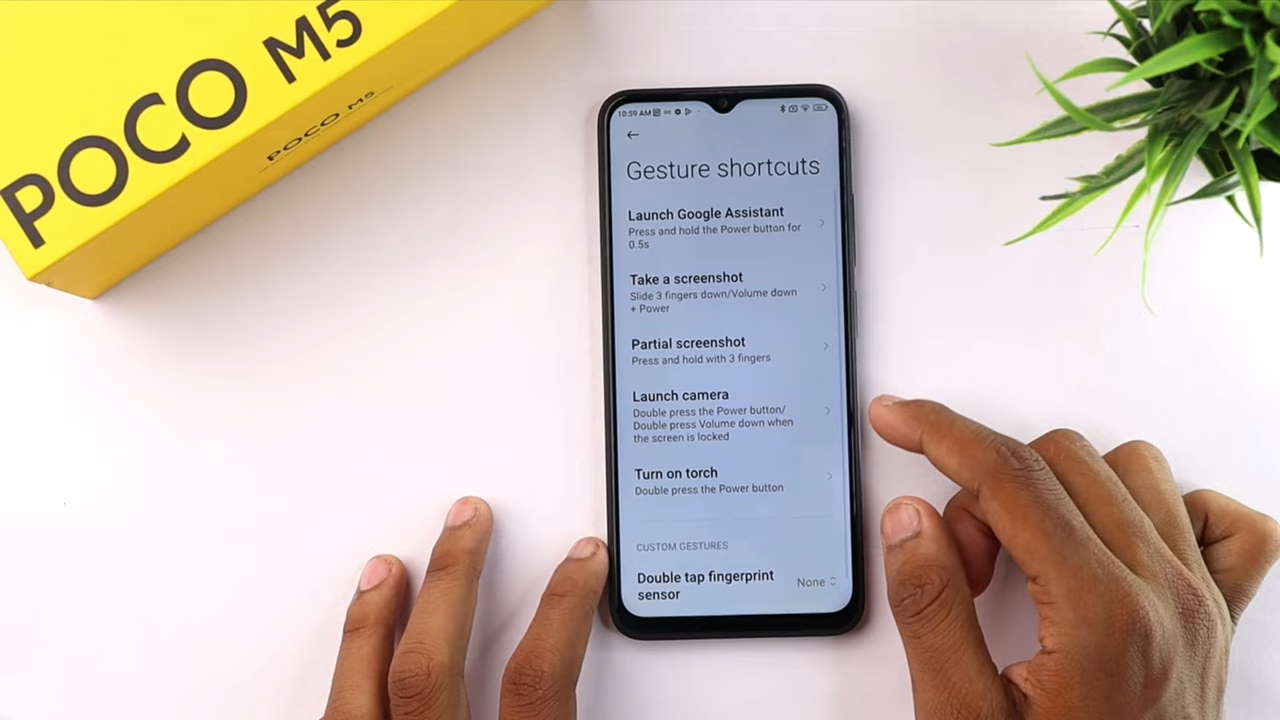 POCO M5
POCO M5
10:59 AM
Gesture shortcuts
Launch Google Assistant
Press and hold the Power button for
0.5s
Take a screenshot
Slide 3 fingers down/Volume down
+ Power
Partial screenshot
Press and hold with 3 fingers
Launch camera
Double press the Power button/
Double press Volume down when
the screen is locked
Turn on torch
Double press the Power button
CUSTOM GESTURES
Double tap fingerprint
sensor
None